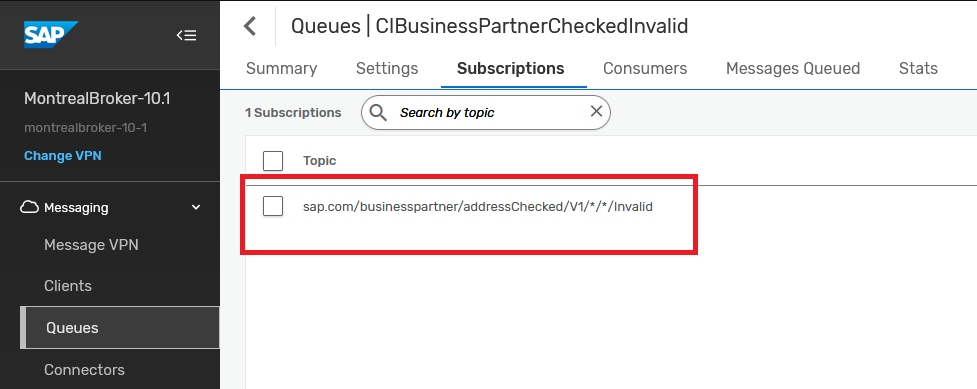 SAP
Queues | CIBusinessPartnerCheckedInvalid
Summary Settings Subscriptions Consumers Messages Queued Stats
MontrealBroker-10.1
montrealbroker-10-1
Change VPN
1 Subscriptions Search by topic
Topic
sap.com/businesspartner/addressChecked/V1/*/*/Invalid
Messaging
Message VPN
Clients
Queues
Connectors